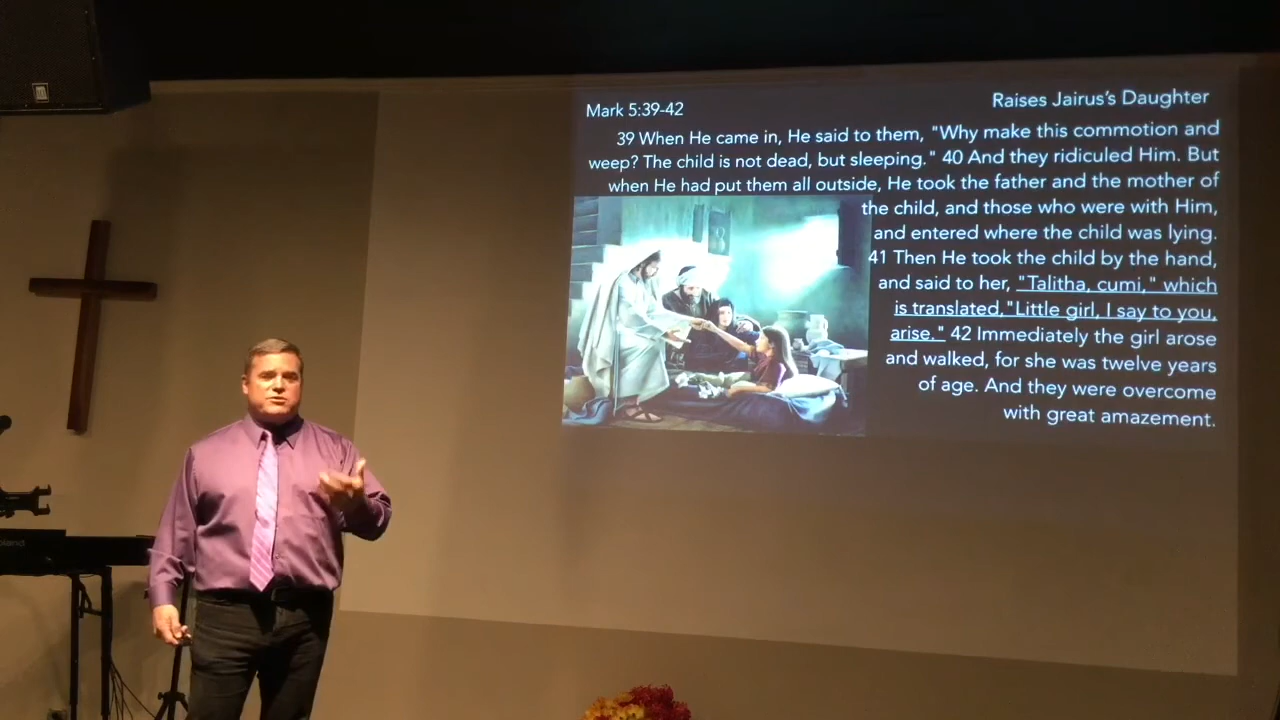 Mark 5:39-42
Raises Jairus's Daughter
39 When He came in, He said to them, "Why make this commotion and
weep? The child is not dead, but sleeping." 40 And they ridiculed Him. But
when He had put them all outside, He took the father and the mother of
the child, and those who were with Him,
and entered where the child was lying.
41 Then He took the child by the hand,
and said to her, "Talitha, cumi," which
is translated,"Little girl, I say to you,
arise." 42 Immediately the girl arose
and walked, for she was twelve years
of age. And they were overcome
with great amazement.